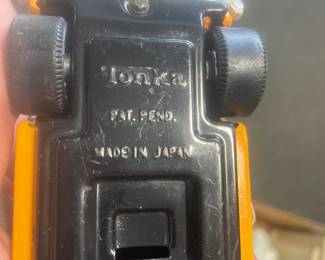 Tonka
PAT. PEND.
MADE IN JAPAN